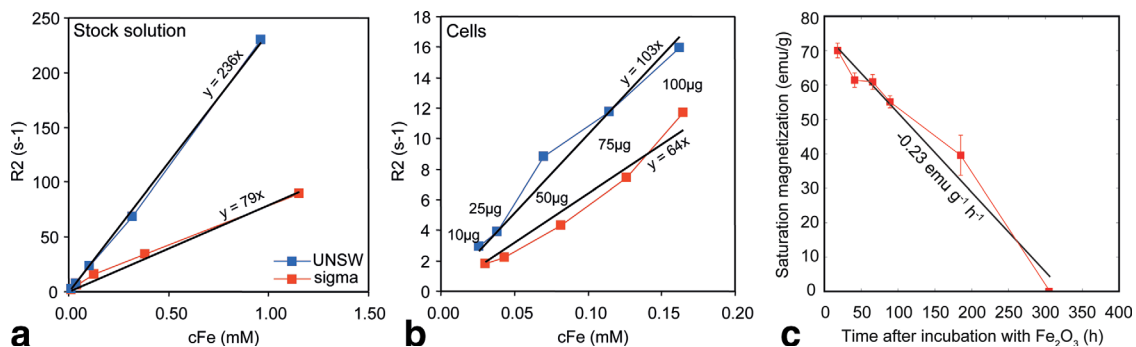 Stock solution
R2 (s-1)
250
200
150
100
50
0
0.00
0.50
1.00
1.50
cFe (mM)
y = 236x
y = 79x
UNSW
sigma
a
Cells
R2 (s-1)
18
16
14
12
10
8
6
4
2
0
0.00
0.05
0.10
0.15
0.20
cFe (mM)
y = 103x
y = 64x
10µg
25µg
50µg
75µg
100µg
b
Saturation magnetization (emu/g)
80
70
60
50
40
30
20
10
0
0
50
100
150
200
250
300
350
400
Time after incubation with Fe₂O₃ (h)
-0.23 emu g⁻¹ h⁻¹
c